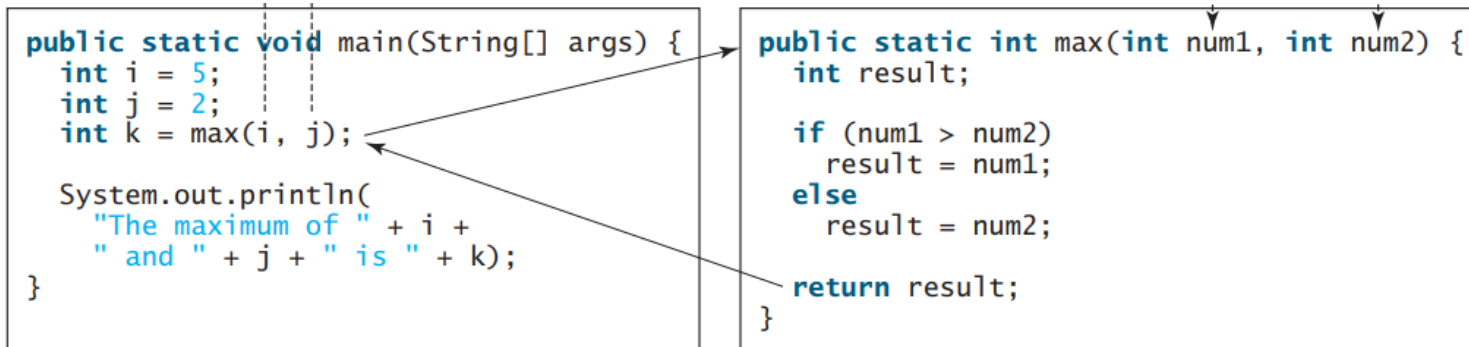 public static void main(String[] args) {
int i = 5;
int j = 2;
int k = max(i, j);
System.out.println(
"The maximum of " + i +
" and " + j + " is " + k);
}
public static int max(int num1, int num2) {
int result;
if (num1 > num2)
result = num1;
else
result = num2;
return result;
}